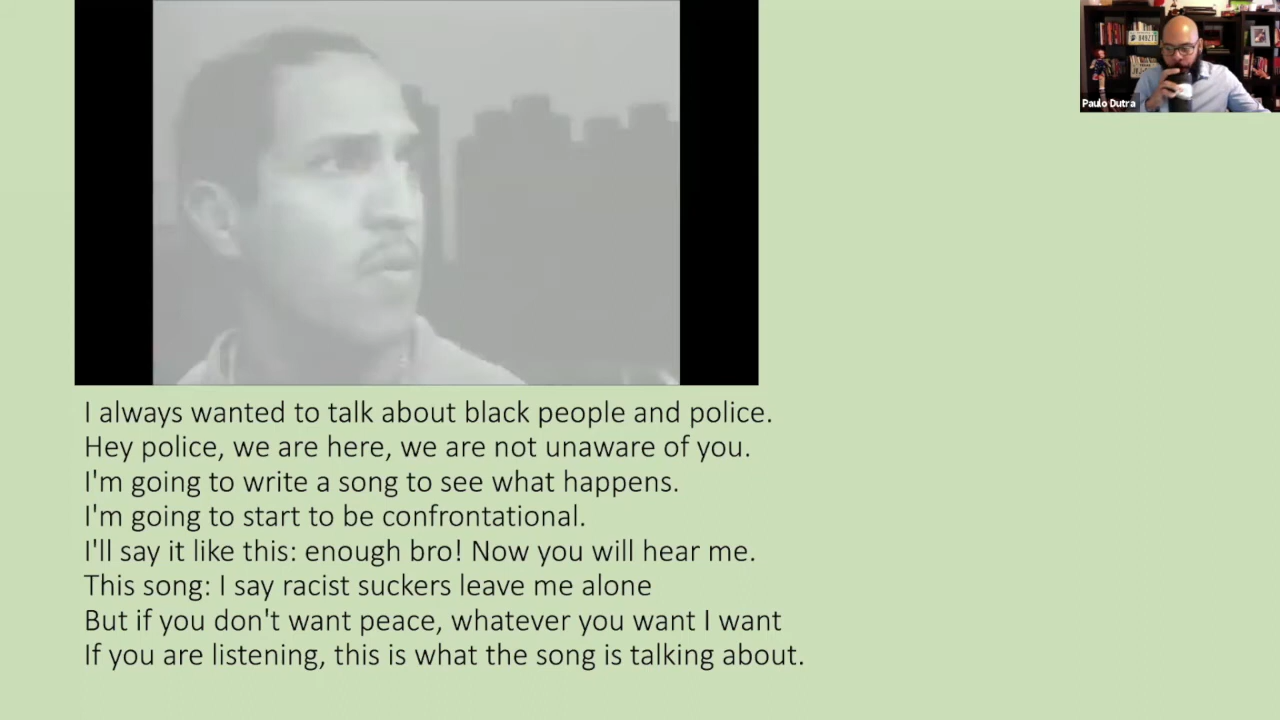 Paulo Dutra
I always wanted to talk about black people and police.
Hey police, we are here, we are not unaware of you.
I'm going to write a song to see what happens.
I'm going to start to be confrontational.
I'll say it like this: enough bro! Now you will hear me.
This song: I say racist suckers leave me alone
But if you don't want peace, whatever you want I want
If you are listening, this is what the song is talking about.